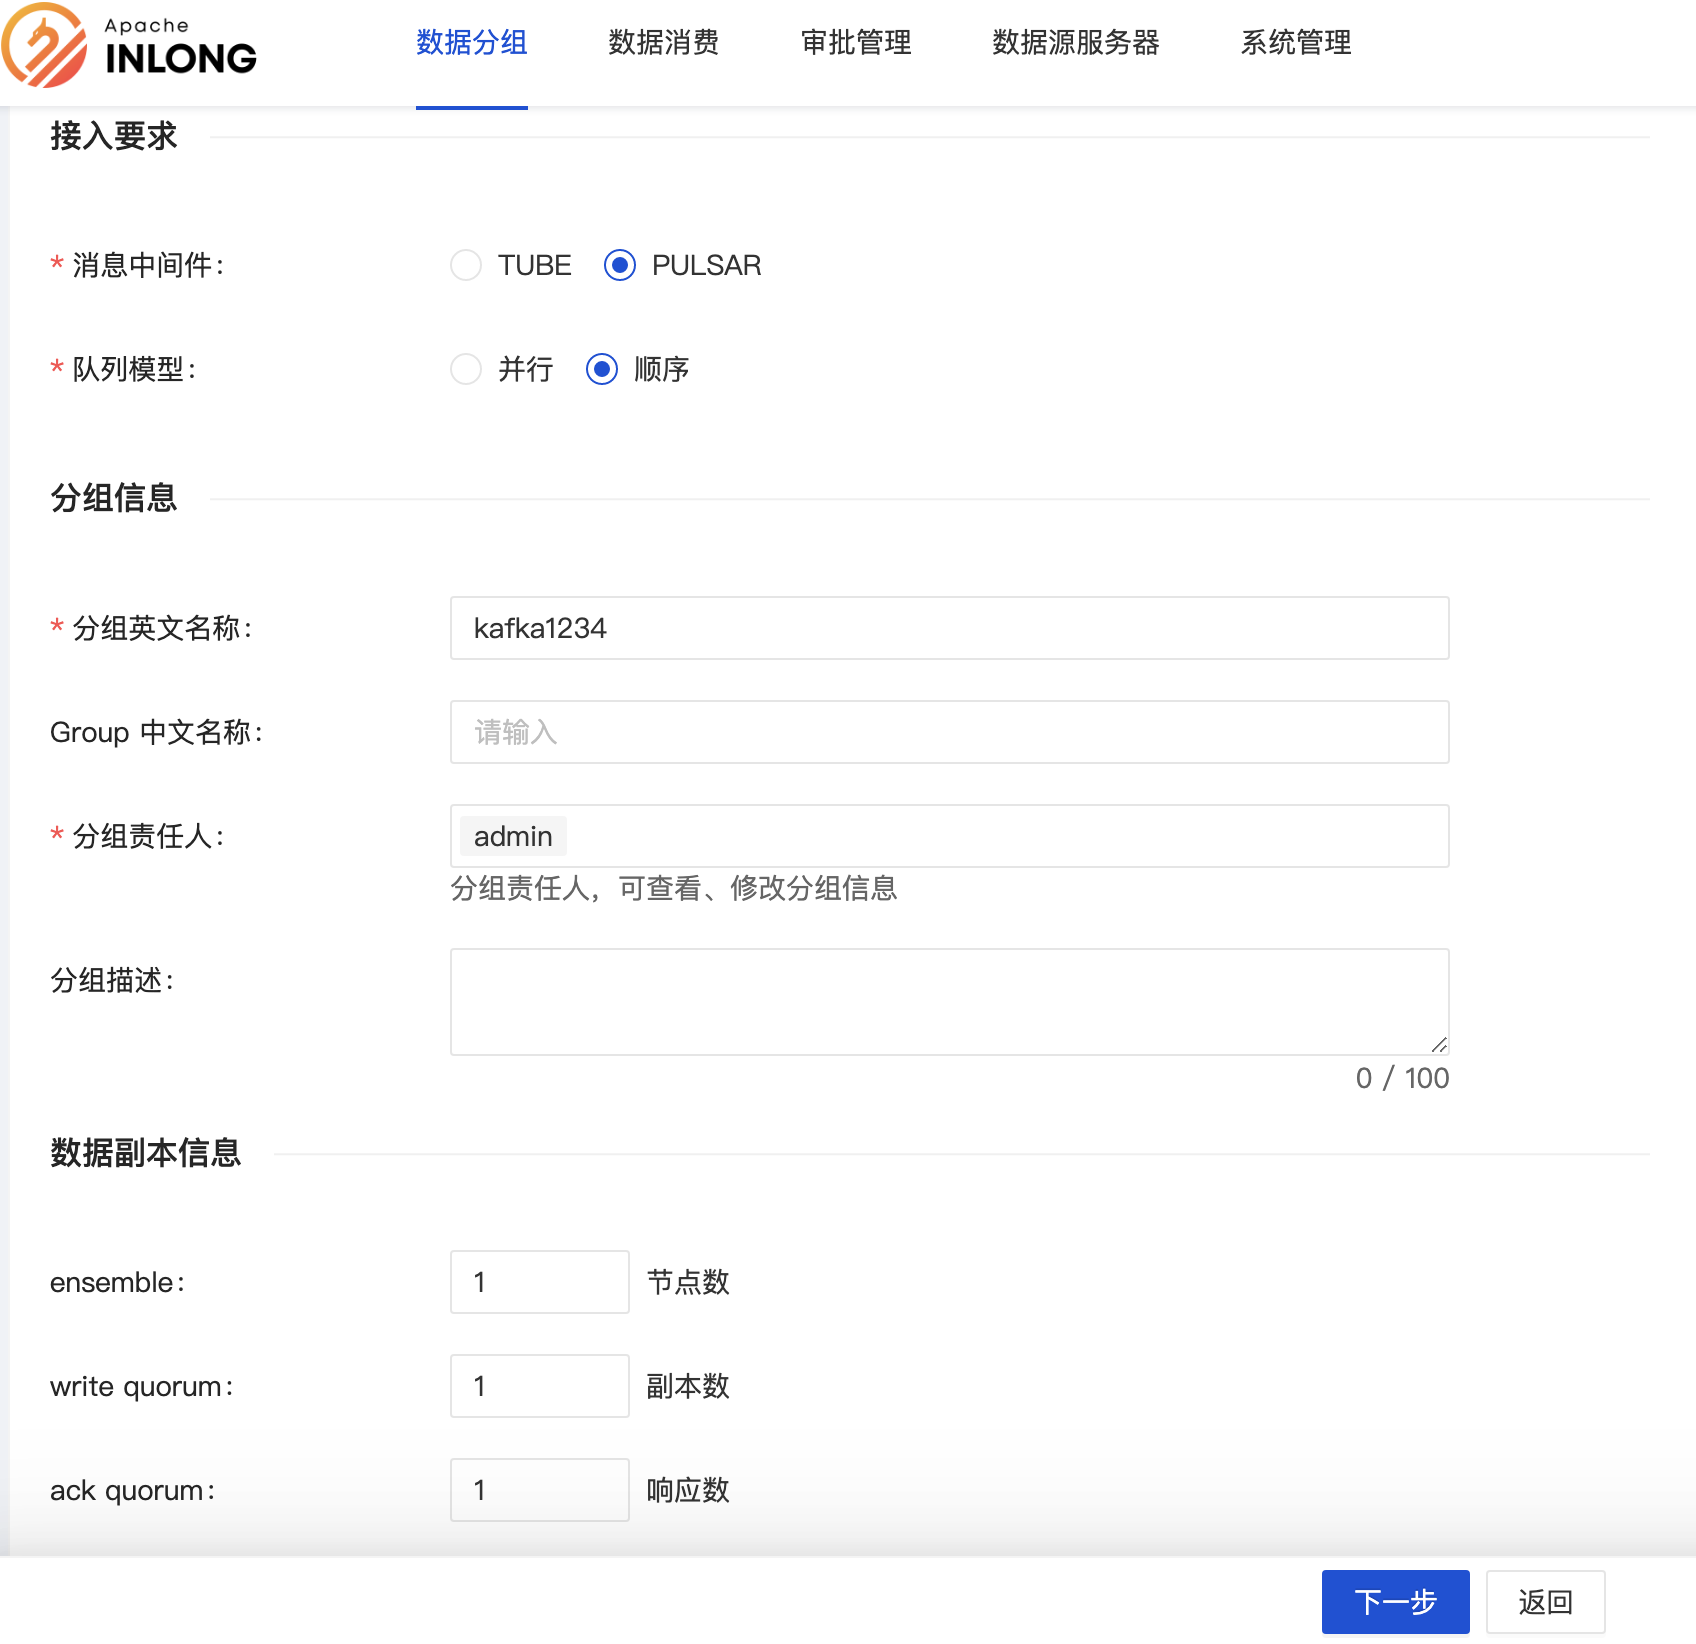 Apache
INLONG
数据分组 数据消费 审批管理 数据源服务器 系统管理
接入要求
* 消息中间件: TUBE PULSAR
* 队列模型: 并行 顺序
分组信息
* 分组英文名称: kafka1234
Group 中文名称: 请输入
* 分组责任人: admin
分组责任人，可查看、修改分组信息
分组描述:
0 / 100
数据副本信息
ensemble: 1 节点数
write quorum: 1 副本数
ack quorum: 1 响应数
下一步 返回